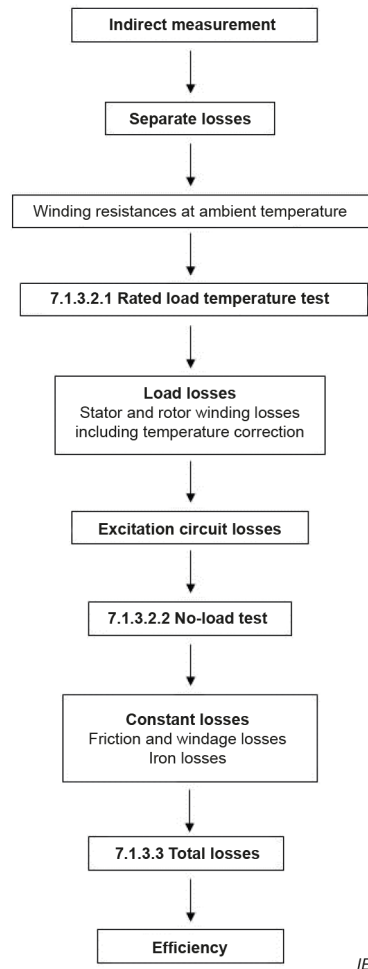 Indirect measurement
Separate losses
Winding resistances at ambient temperature
7.1.3.2.1 Rated load temperature test
Load losses
Stator and rotor winding losses
including temperature correction
Excitation circuit losses
7.1.3.2.2 No-load test
Constant losses
Friction and windage losses
Iron losses
7.1.3.3 Total losses
Efficiency